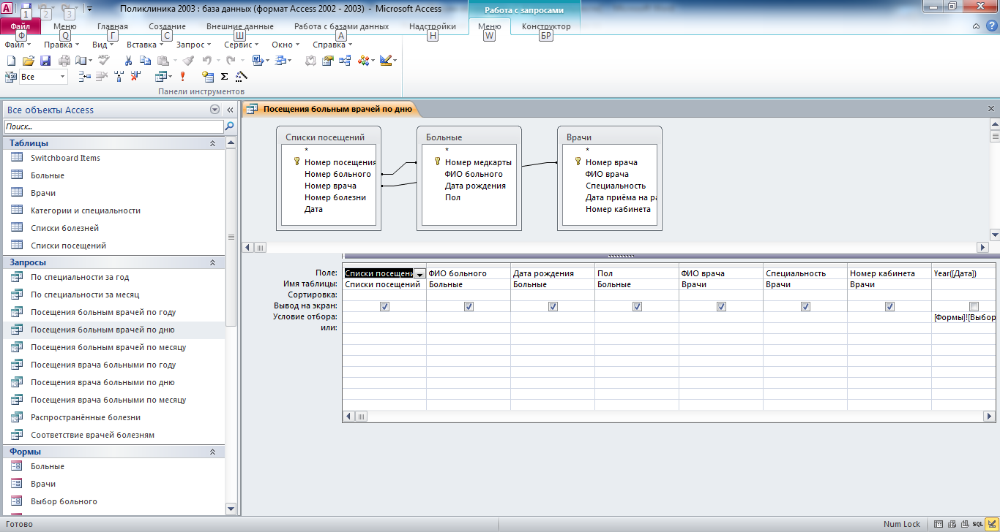 Поликлиника 2003 : база данных (формат Access 2002 - 2003) - Microsoft Access
Работа с запросами
1 2 3
Файл Меню Главная Создание Внешние данные Работа с базами данных Надстройки Меню Конструктор
Ф Q Г С Ш А Н W БР
Файл Правка Вид Вставка Запрос Сервис Окно Справка
Все
Панели инструментов
Все объекты Access
Поиск...
Таблицы
Switchboard Items
Больные
Врачи
Категории и специальности
Списки болезней
Списки посещений
Запросы
По специальности за год
По специальности за месяц
Посещения больным врачей по году
Посещения больным врачей по дню
Посещения больным врачей по месяцу
Посещения врача больными по году
Посещения врача больными по дню
Посещения врача больными по месяцу
Распространённые болезни
Соответствие врачей болезням
Формы
Больные
Врачи
Выбор больного
Посещения больным врачей по дню
Списки посещений
*
Номер посещения
Номер больного
Номер врача
Номер болезни
Дата
Больные
*
Номер медкарты
ФИО больного
Дата рождения
Пол
Врачи
*
Номер врача
ФИО врача
Специальность
Дата приёма на ра
Номер кабинета
Поле: Списки посещени ФИО больного Дата рождения Пол ФИО врача Специальность Номер кабинета Year([Дата])
Имя таблицы: Списки посещений Больные Больные Больные Врачи Врачи Врачи
Сортировка:
Вывод на экран:
Условие отбора: [Формы]![Выбор
или:
Готово
Num Lock
SQL